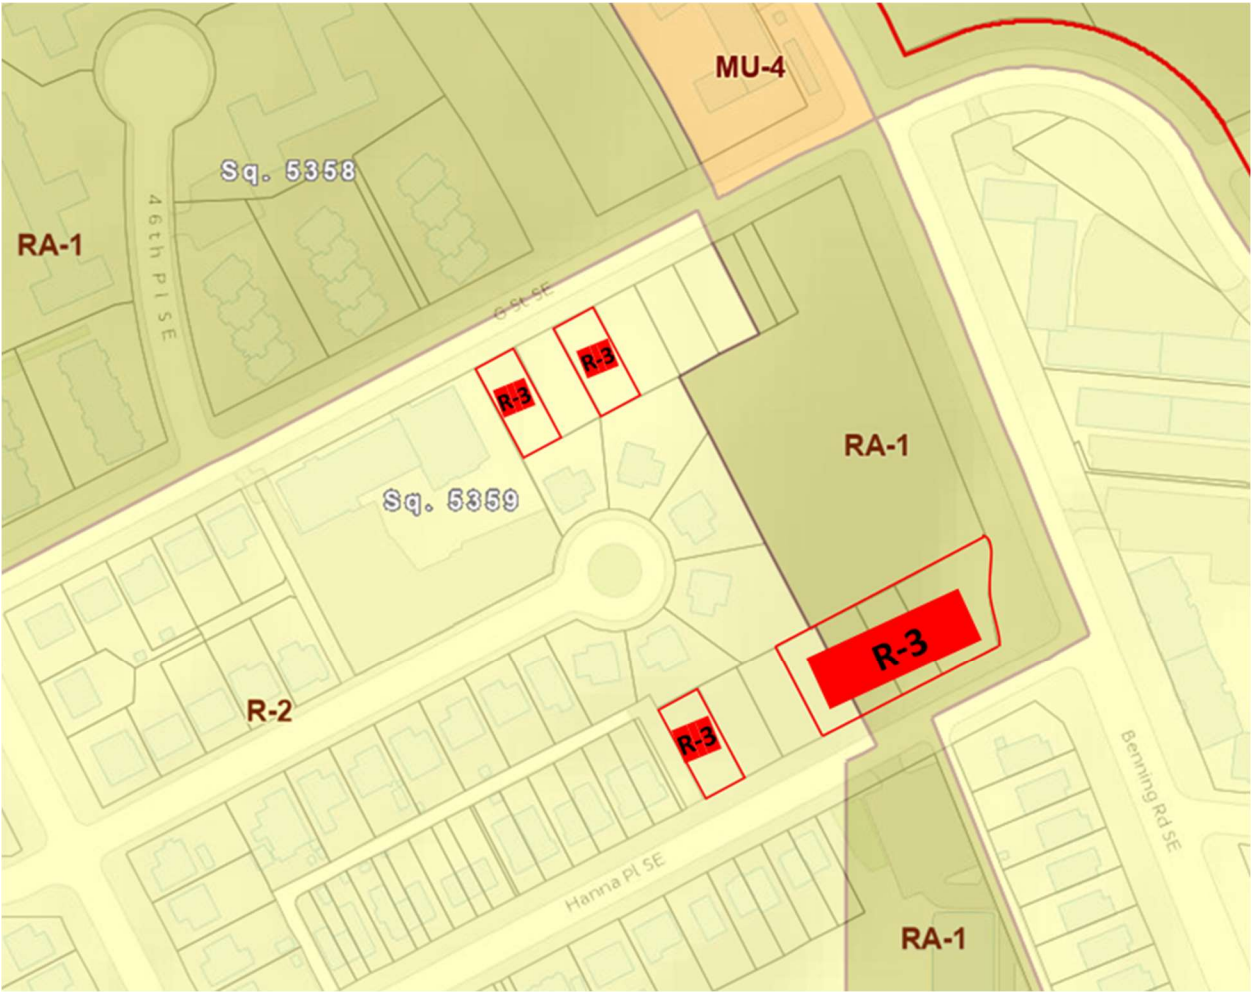 MU-4
Sq. 5358
46th Pl SE
RA-1
G St SE
R-3
R-3
RA-1
Sq. 5359
R-3
R-2
R-3
Benning Rd SE
Hanna Pl SE
RA-1